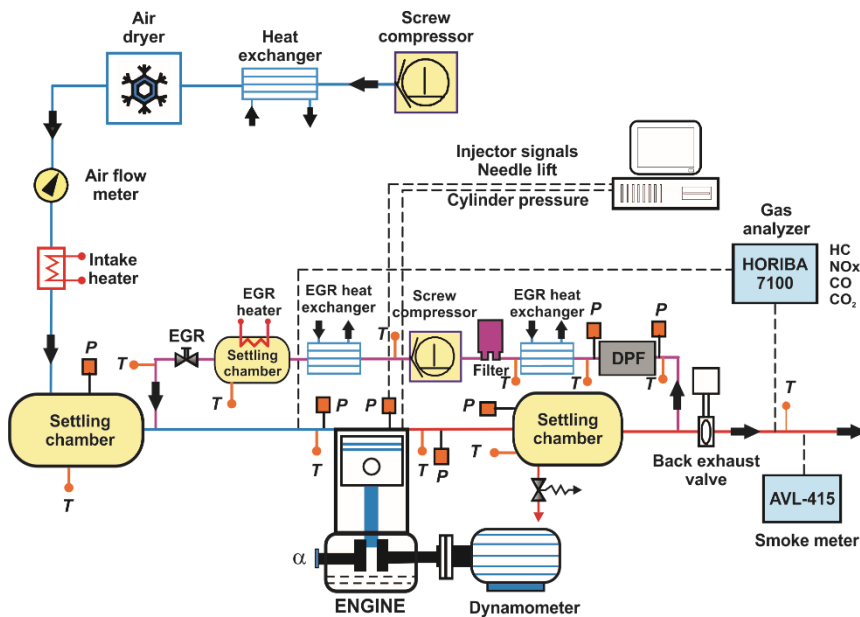 Air
dryer
Heat
exchanger
Screw
compressor
Air flow
meter
Injector signals
Needle lift
Cylinder pressure
Gas
analyzer
HORIBA
7100
HC
NOx
CO
CO₂
Intake
heater
EGR
heater
EGR heat
exchanger
Screw
compressor
EGR heat
exchanger
P
EGR
P
P
T
Settling
chamber
T
Filter
DPF
T
T
T
T
T
Settling
chamber
P
P
P
Settling
chamber
T
T
T
P
T
Back exhaust
valve
AVL-415
Smoke meter
α
ENGINE
Dynamometer